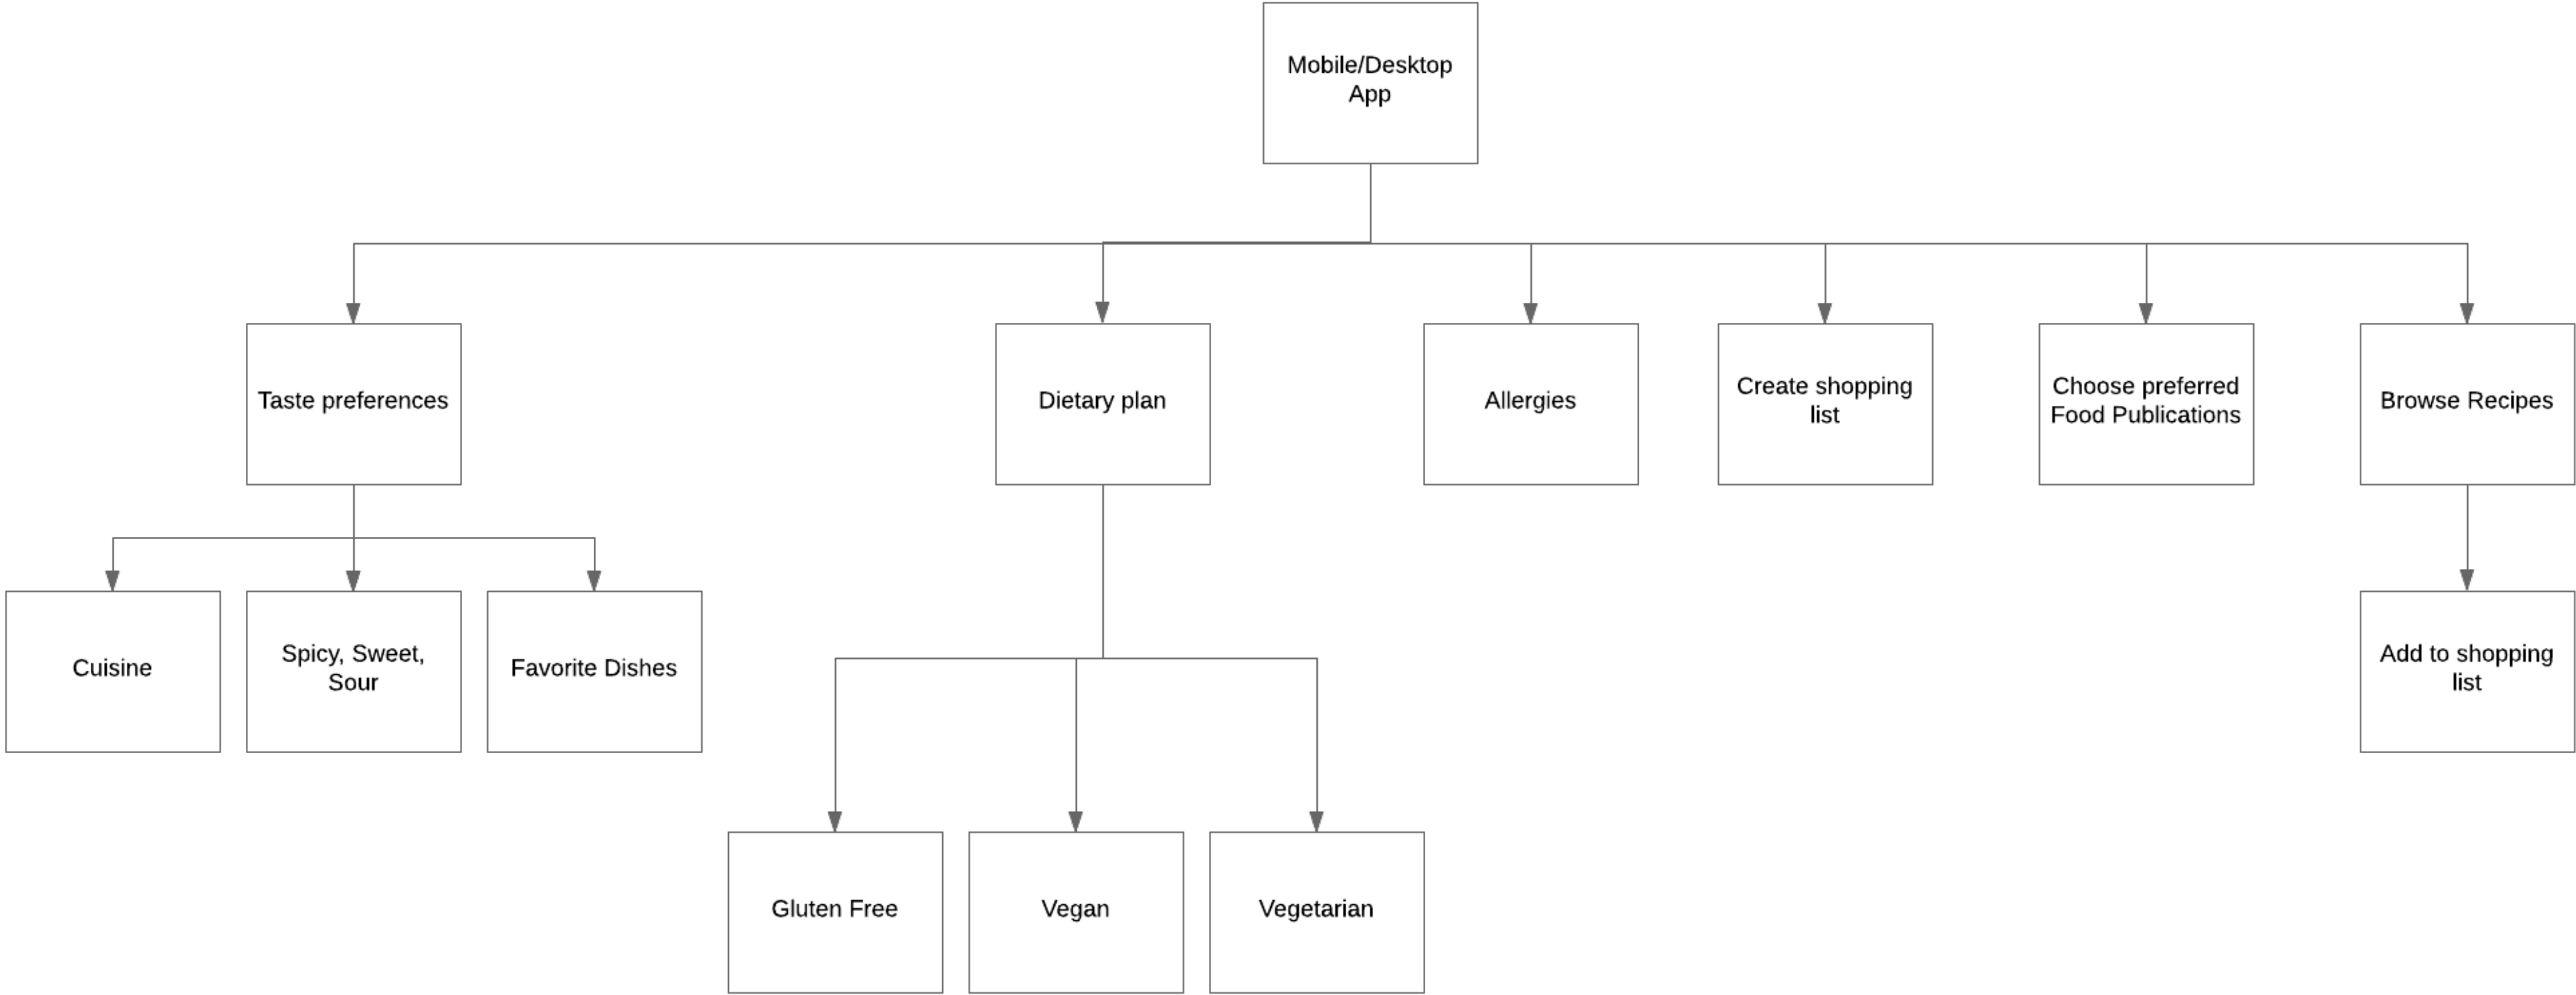 Mobile/Desktop
App
Taste preferences
Dietary plan
Allergies
Create shopping
list
Choose preferred
Food Publications
Browse Recipes
Cuisine
Spicy, Sweet,
Sour
Favorite Dishes
Add to shopping
list
Gluten Free
Vegan
Vegetarian